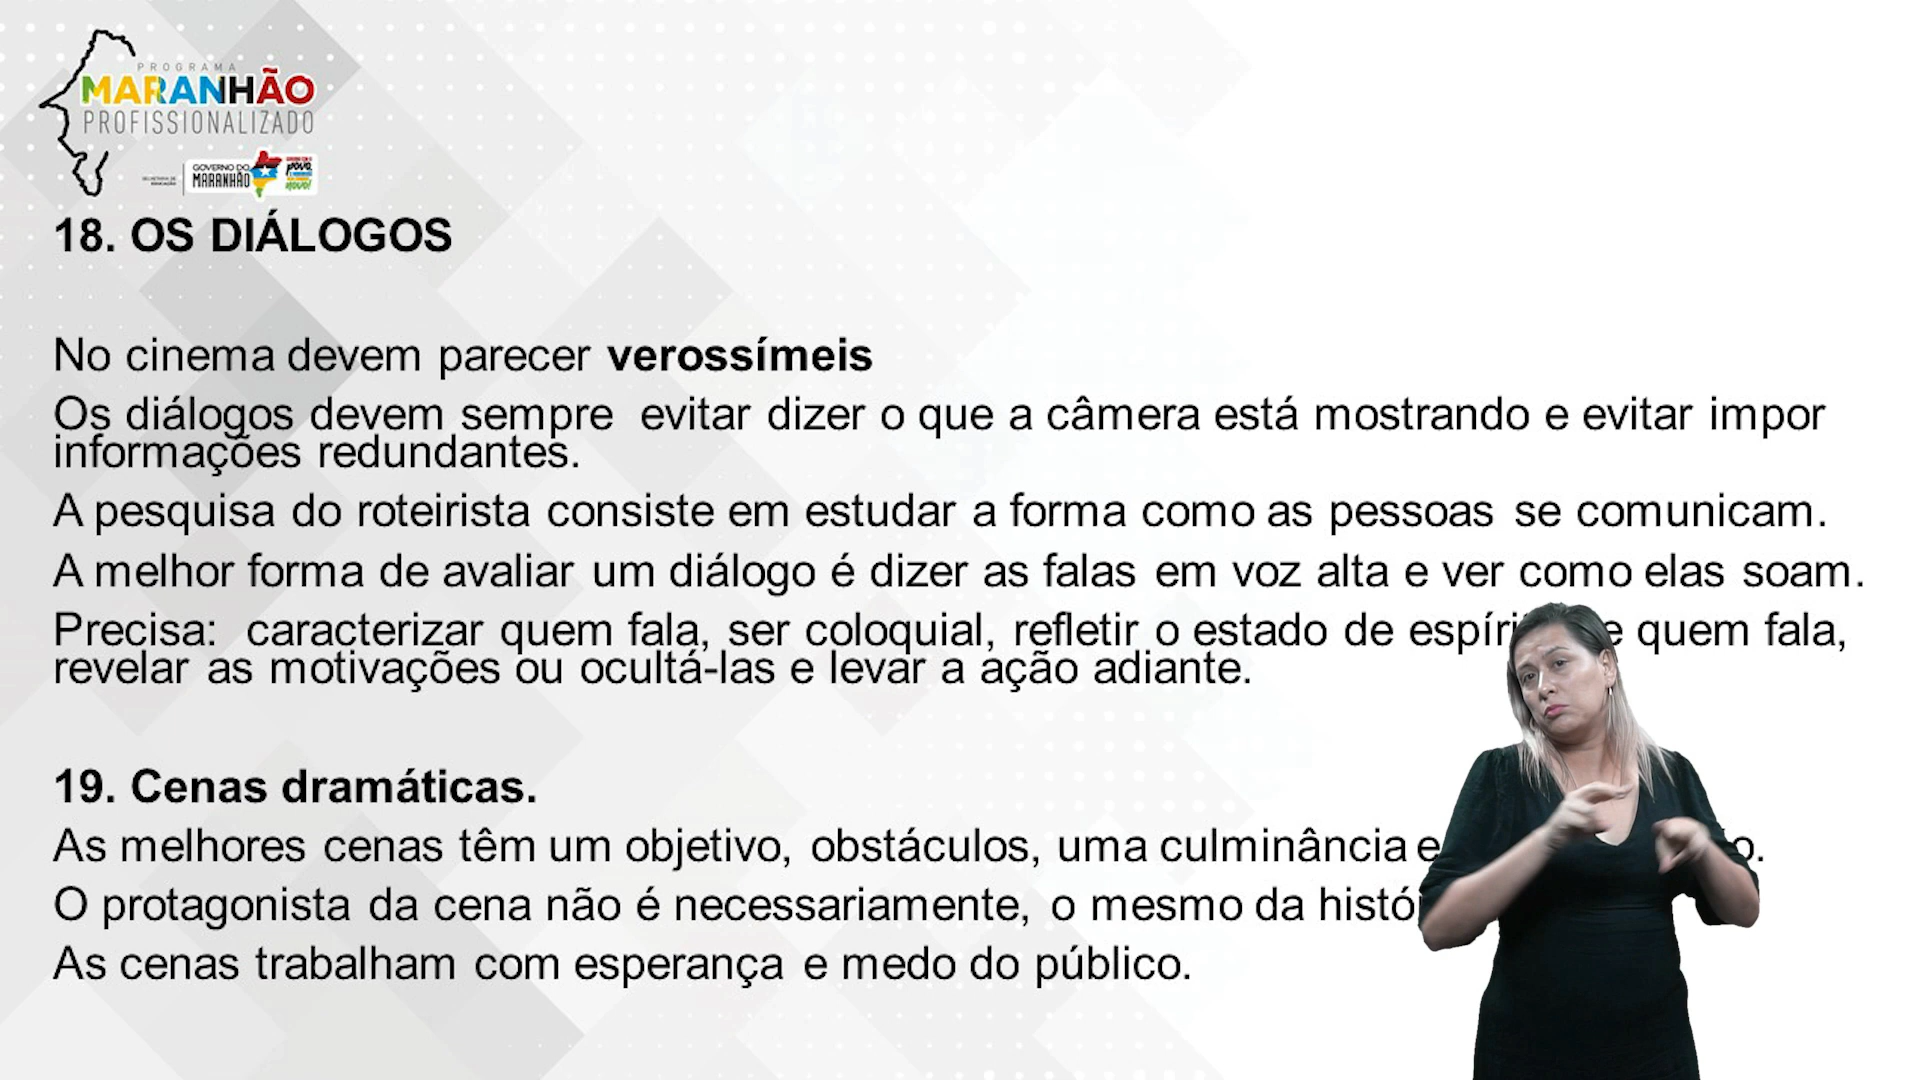 PROGRAMA
MARANHÃO
PROFISSIONALIZADO
SECRETARIA DE
EDUCAÇÃO
GOVERNO DO
MARANHÃO
18. OS DIÁLOGOS
No cinema devem parecer verossímeis
Os diálogos devem sempre evitar dizer o que a câmera está mostrando e evitar impor
informações redundantes.
A pesquisa do roteirista consiste em estudar a forma como as pessoas se comunicam.
A melhor forma de avaliar um diálogo é dizer as falas em voz alta e ver como elas soam.
Precisa: caracterizar quem fala, ser coloquial, refletir o estado de quem fala,
revelar as motivações ou ocultá-las e levar a ação adiante.
19. Cenas dramáticas.
As melhores cenas têm um objetivo, obstáculos, uma culminância e
O protagonista da cena não é necessariamente, o mesmo da
As cenas trabalham com esperança e medo do público.